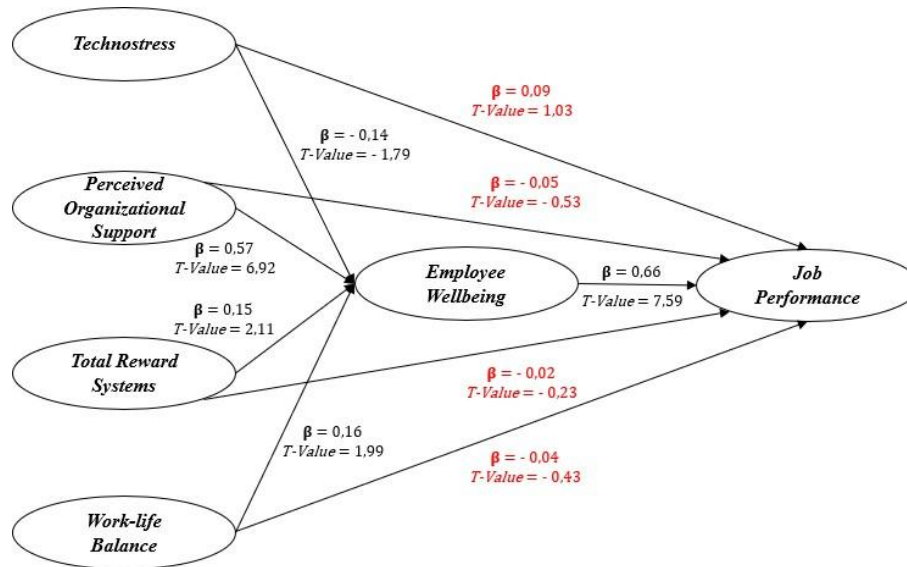 Technostress
β = 0,09
T-Value = 1,03
β = - 0,14
T-Value = - 1,79
Perceived
Organizational
Support
β = - 0,05
T-Value = - 0,53
β = 0,57
T-Value = 6,92
Employee
Wellbeing
β = 0,66
T-Value = 7,59
Job
Performance
β = 0,15
T-Value = 2,11
Total Reward
Systems
β = - 0,02
T-Value = - 0,23
β = 0,16
T-Value = 1,99
β = - 0,04
T-Value = - 0,43
Work-life
Balance